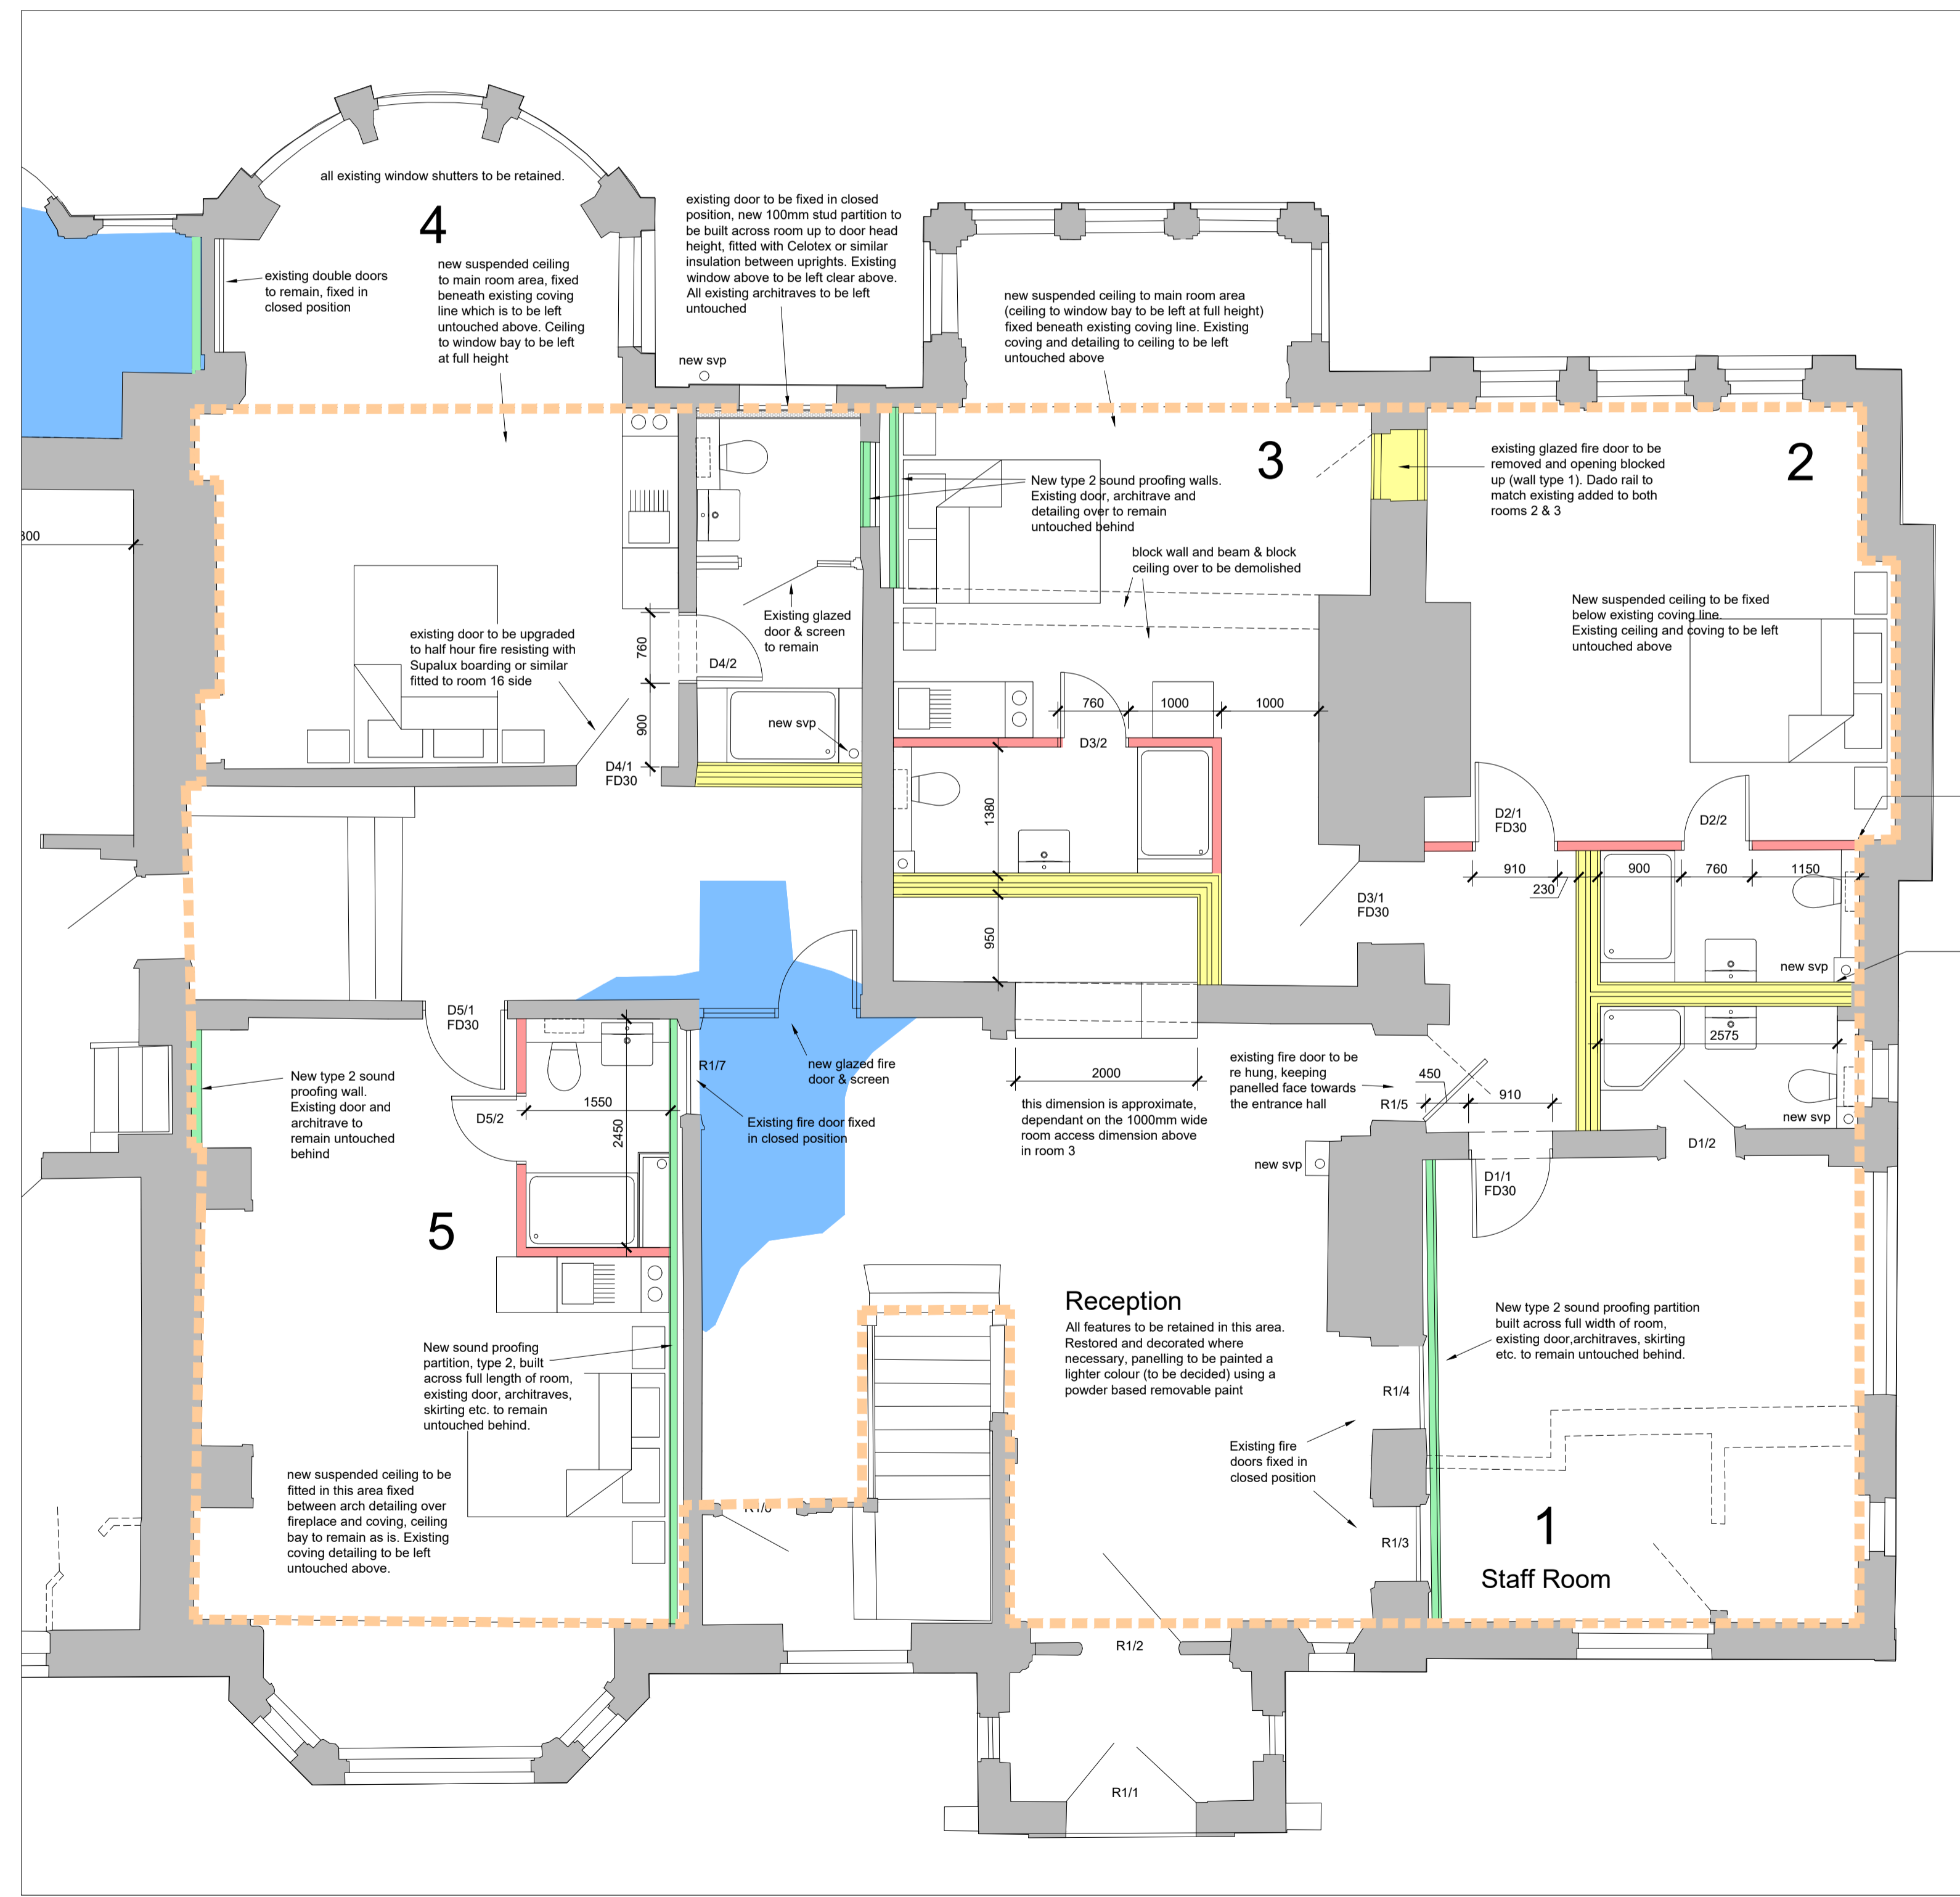 all existing window shutters to be retained.
4
existing double doors
to remain, fixed in
closed position
new suspended ceiling
to main room area, fixed
beneath existing coving
line which is to be left
untouched above. Ceiling
to window bay to be left
at full height
existing door to be fixed in closed
position, new 100mm stud partition to
be built across room up to door head
height, fitted with Celotex or similar
insulation between uprights. Existing
window above to be left clear above.
All existing architraves to be left
untouched
new svp
new suspended ceiling to main room area
(ceiling to window bay to be left at full height)
fixed beneath existing coving line. Existing
coving and detailing to ceiling to be left
untouched above
3
New type 2 sound proofing walls.
Existing door, architrave and
detailing over to remain
untouched behind
block wall and beam & block
ceiling over to be demolished
existing glazed fire door to be
removed and opening blocked
up (wall type 1). Dado rail to
match existing added to both
rooms 2 & 3
2
New suspended ceiling to be fixed
below existing coving line.
Existing ceiling and coving to be left
untouched above
300
existing door to be upgraded
to half hour fire resisting with
Supalux boarding or similar
fitted to room 16 side
Existing glazed
door & screen
to remain
760
D4/2
900
new svp
D4/1
FD30
760
1000
1000
D3/2
1380
950
D3/1
FD30
D2/1
FD30
D2/2
910
230
900
760
1150
new svp
2575
new svp
D1/2
D5/1
FD30
D5/2
1550
2450
R1/7
new glazed fire
door & screen
Existing fire door fixed
in closed position
New type 2 sound
proofing wall.
Existing door and
architrave to
remain untouched
behind
2000
this dimension is approximate,
dependant on the 1000mm wide
room access dimension above
in room 3
existing fire door to be
re hung, keeping
panelled face towards
the entrance hall
450
R1/5
910
new svp
D1/1
FD30
5
New sound proofing
partition, type 2, built
across full length of room,
existing door, architraves,
skirting etc. to remain
untouched behind.
new suspended ceiling to be
fitted in this area fixed
between arch detailing over
fireplace and coving, ceiling
bay to remain as is. Existing
coving detailing to be left
untouched above.
Reception
All features to be retained in this area.
Restored and decorated where
necessary, panelling to be painted a
lighter colour (to be decided) using a
powder based removable paint
R1/4
Existing fire
doors fixed in
closed position
R1/3
New type 2 sound proofing partition
built across full width of room,
existing door,architraves, skirting
etc. to remain untouched behind.
1
Staff Room
R1/2
R1/1